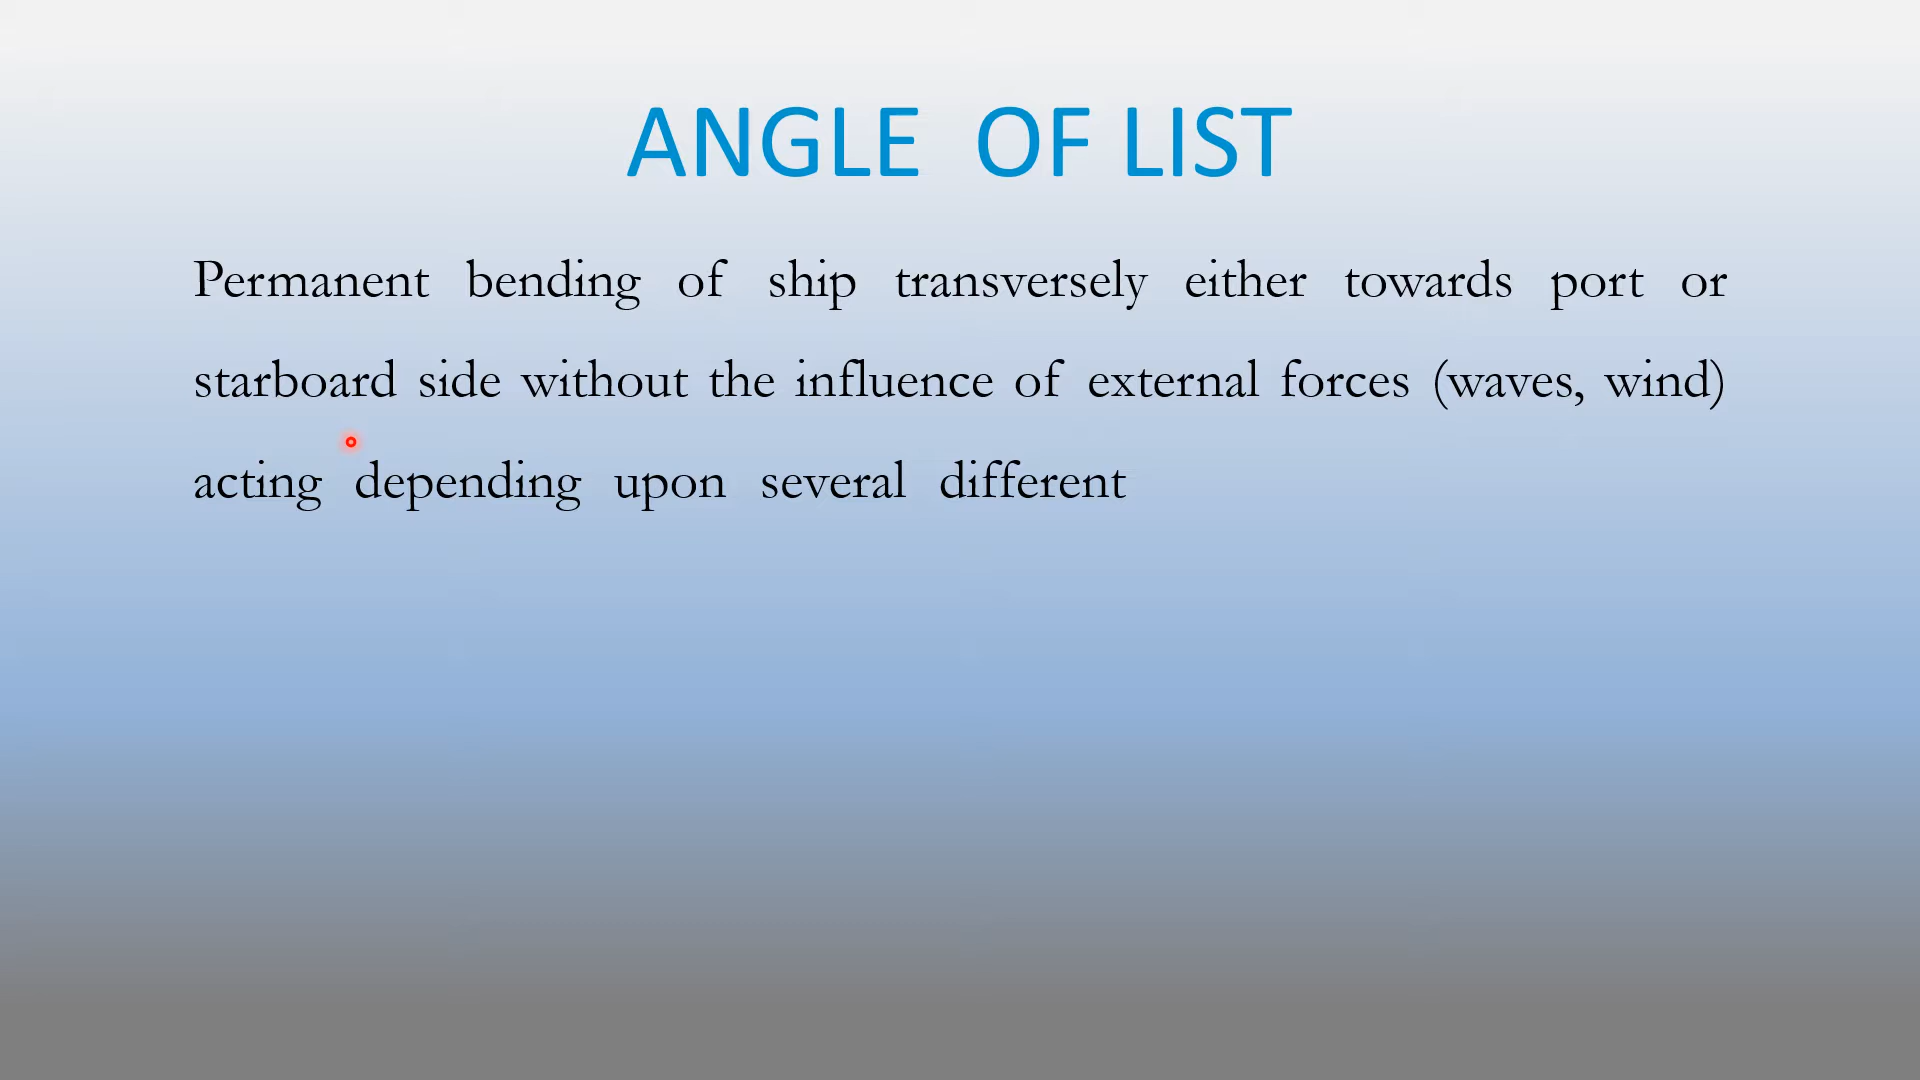 ANGLE OF LIST
Permanent bending of ship transversely either towards port or
starboard side without the influence of external forces (waves, wind)
acting depending upon several different